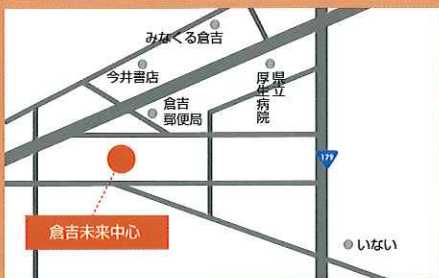 みなくる倉吉
今井書店
県立
厚生病院
倉吉
郵便局
179
倉吉未来中心
いない